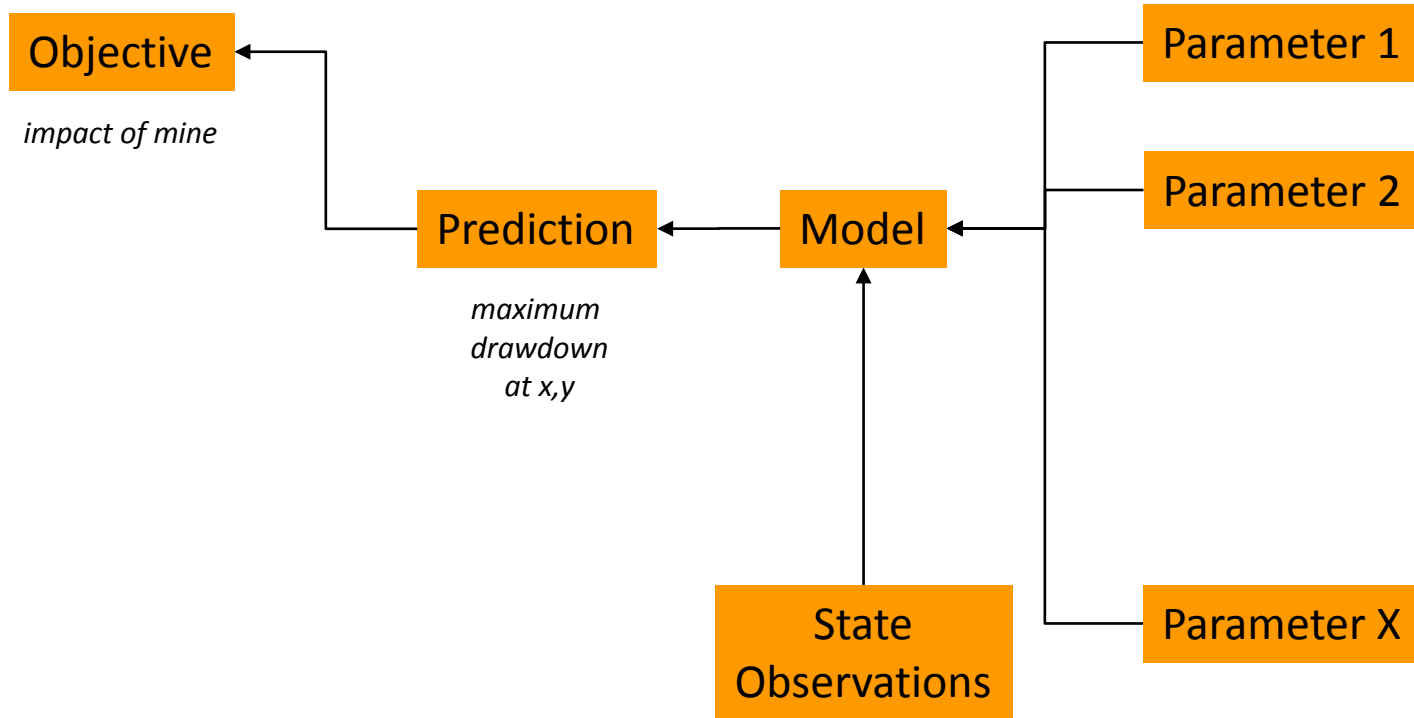 Objective
impact of mine
Prediction
maximum
drawdown
at x,y
Model
State
Observations
Parameter 1
Parameter 2
Parameter X